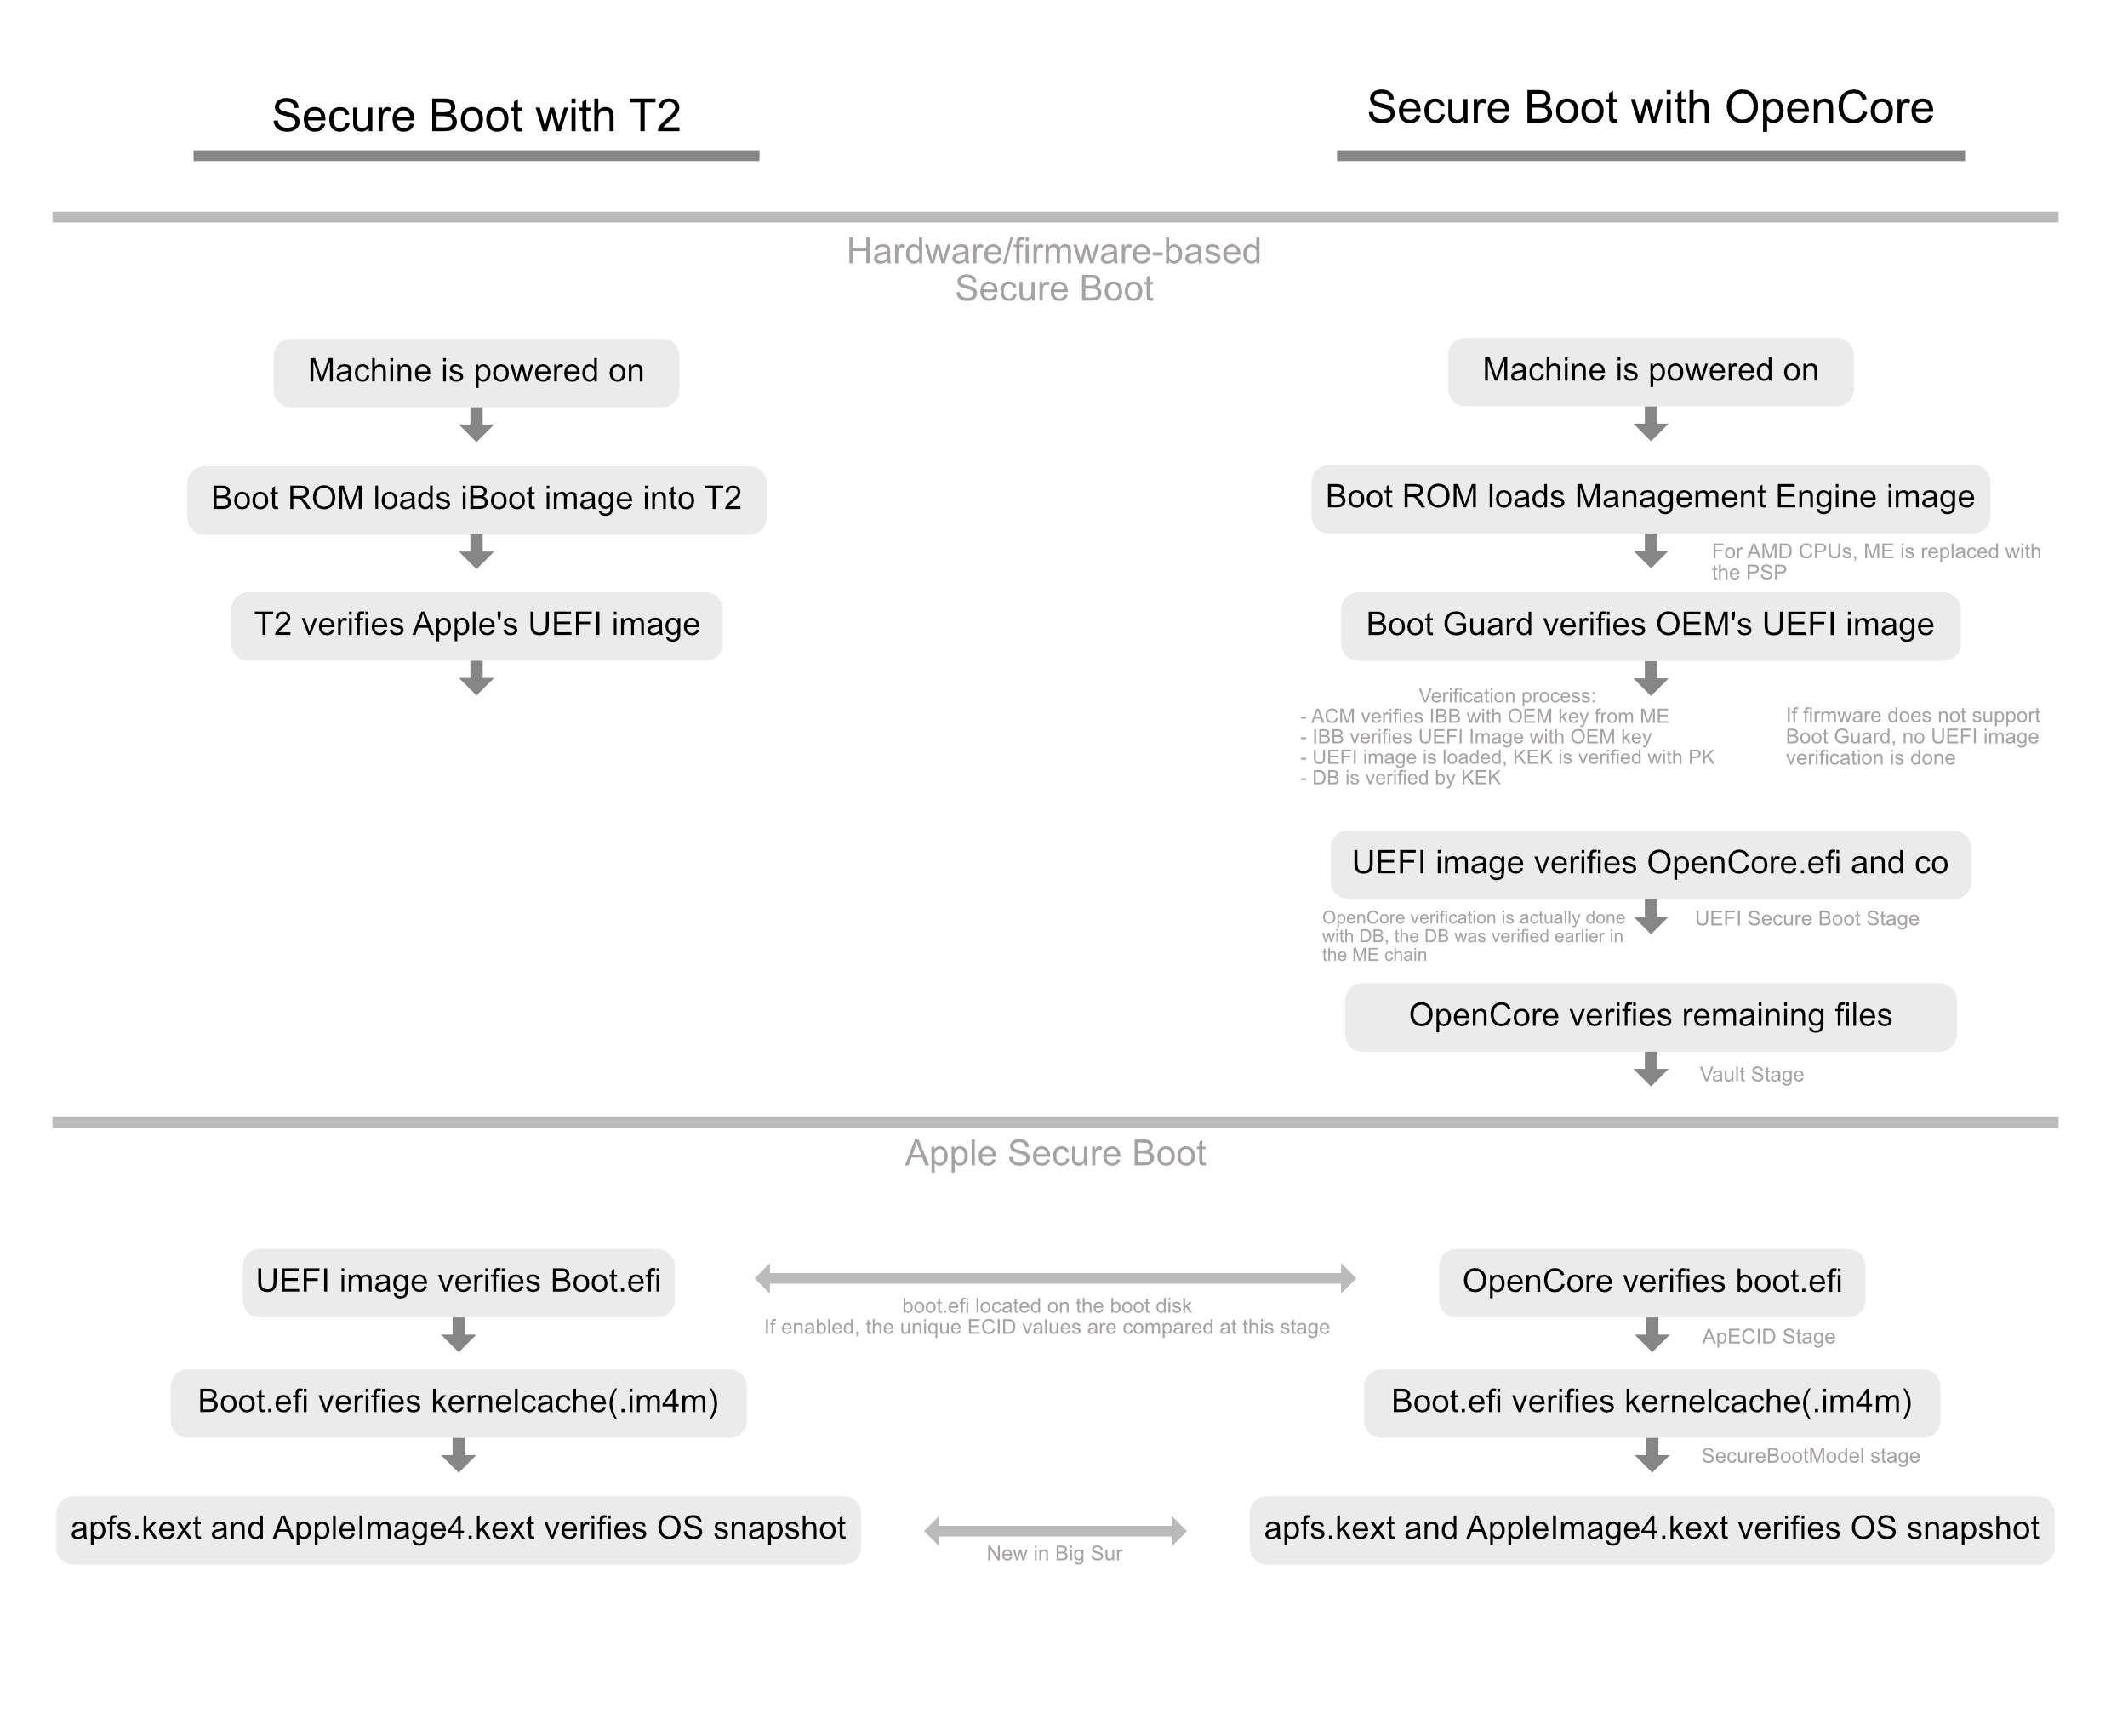 Secure Boot with T2
Secure Boot with OpenCore
Hardware/firmware-based
Secure Boot
Machine is powered on
Boot ROM loads iBoot image into T2
T2 verifies Apple's UEFI image
Machine is powered on
Boot ROM loads Management Engine image
For AMD CPUs, ME is replaced with
the PSP
Boot Guard verifies OEM's UEFI image
Verification process:
- ACM verifies IBB with OEM key from ME
- IBB verifies UEFI Image with OEM key
- UEFI image is loaded, KEK is verified with PK
- DB is verified by KEK
If firmware does not support
Boot Guard, no UEFI image
verification is done
UEFI image verifies OpenCore.efi and co
OpenCore verification is actually done
with DB, the DB was verified earlier in
the ME chain
UEFI Secure Boot Stage
OpenCore verifies remaining files
Vault Stage
Apple Secure Boot
UEFI image verifies Boot.efi
boot.efi located on the boot disk
If enabled, the unique ECID values are compared at this stage
OpenCore verifies boot.efi
ApECID Stage
Boot.efi verifies kernelcache(.im4m)
Boot.efi verifies kernelcache(.im4m)
SecureBootModel stage
apfs.kext and AppleImage4.kext verifies OS snapshot
New in Big Sur
apfs.kext and AppleImage4.kext verifies OS snapshot